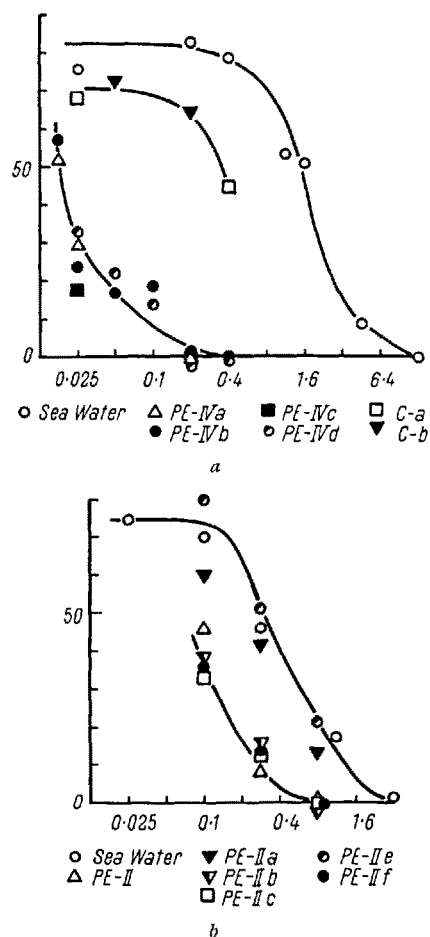 50
0
0.025 0.1 0.4 1.6 6.4
Sea Water PE-IVa PE-IVc C-a
PE-IVb PE-IVd C-b
a
50
0
0.025 0.1 0.4 1.6
Sea Water PE-IIa PE-IIe
PE-II PE-IIb PE-IIf
PE-IIc
b